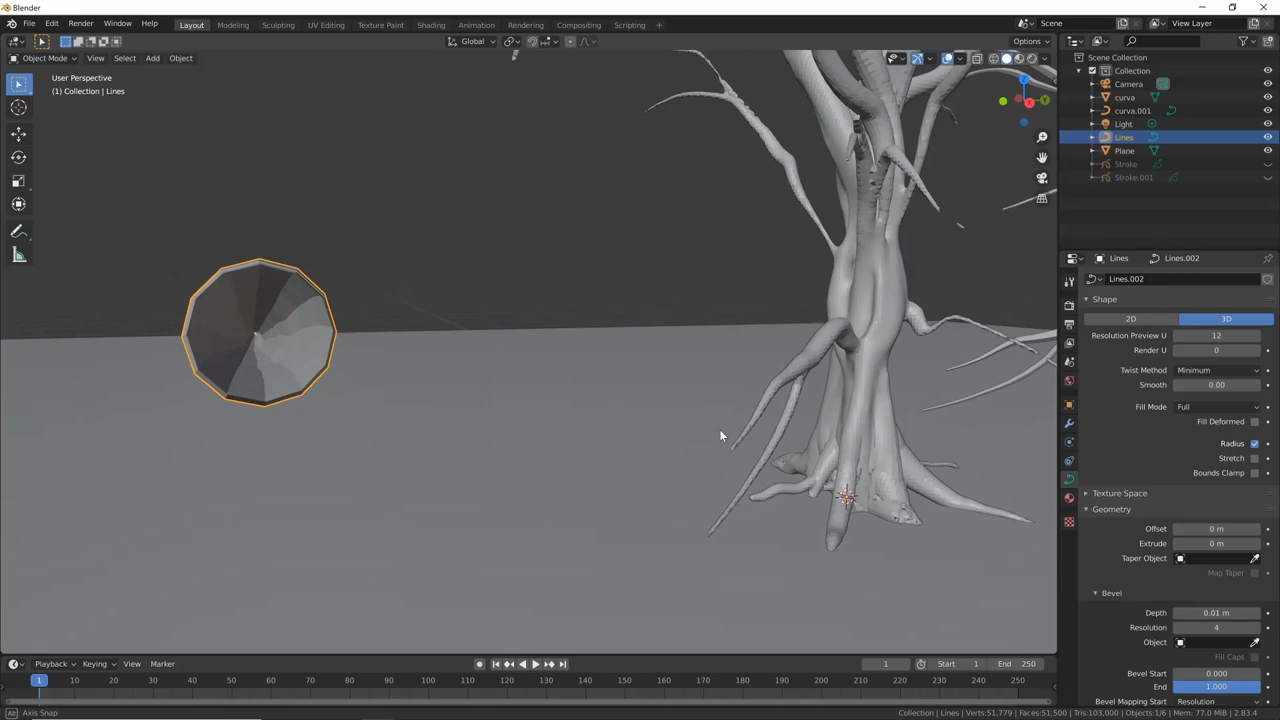 Blender
File Edit Render Window Help Layout Modeling Sculpting UV Editing Texture Paint Shading Animation Rendering Compositing Scripting + Scene View Layer
Global Options
Object Mode View Select Add Object
User Perspective
(1) Collection | Lines
X
Y
Z
Scene Collection
Collection
Camera
curva
curva.001
Light
Lines
Plane
Stroke
Stroke.001
Lines Lines.002
Lines.002
Shape
2D 3D
Resolution Preview U 12
Render U 0
Twist Method Minimum
Smooth 0.00
Fill Mode Full
Fill Deformed
Radius
Stretch
Bounds Clamp
Texture Space
Geometry
Offset 0 m
Extrude 0 m
Taper Object
Map Taper
Bevel
Depth 0.01 m
Resolution 4
Object
Fill Caps
Bevel Start 0.000
End 1.000
Bevel Mapping Start Resolution
Playback Keying View Marker 1 Start 1 End 250
1 10 20 30 40 50 60 70 80 90 100 110 120 130 140 150 160 170 180 190 200 210 220 230 240 250
Axis Snap Collection | Lines | Verts:51,779 | Faces:51,500 | Tris:103,000 | Objects:1/6 | Mem: 77.0 MiB | 2.83.4